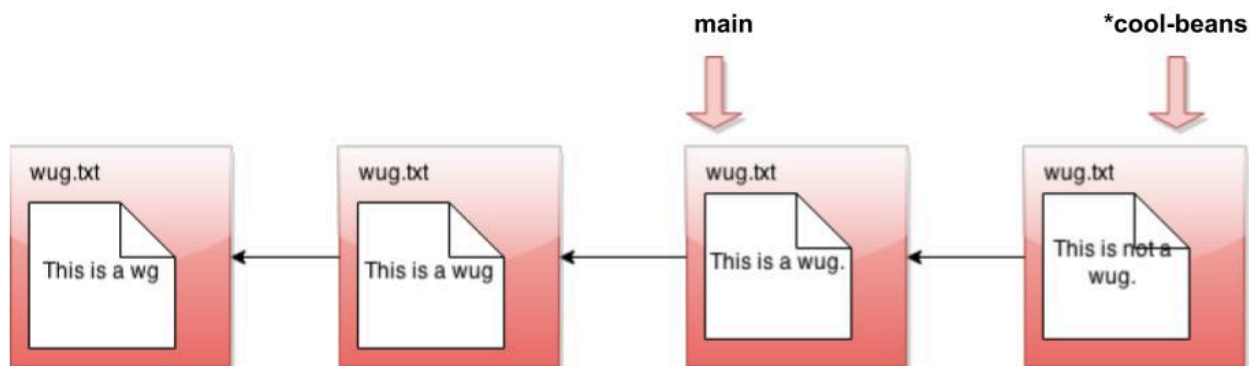 main
*cool-beans
wug.txt
This is a wg
wug.txt
This is a wug
wug.txt
This is a wug.
wug.txt
This is not a
wug.